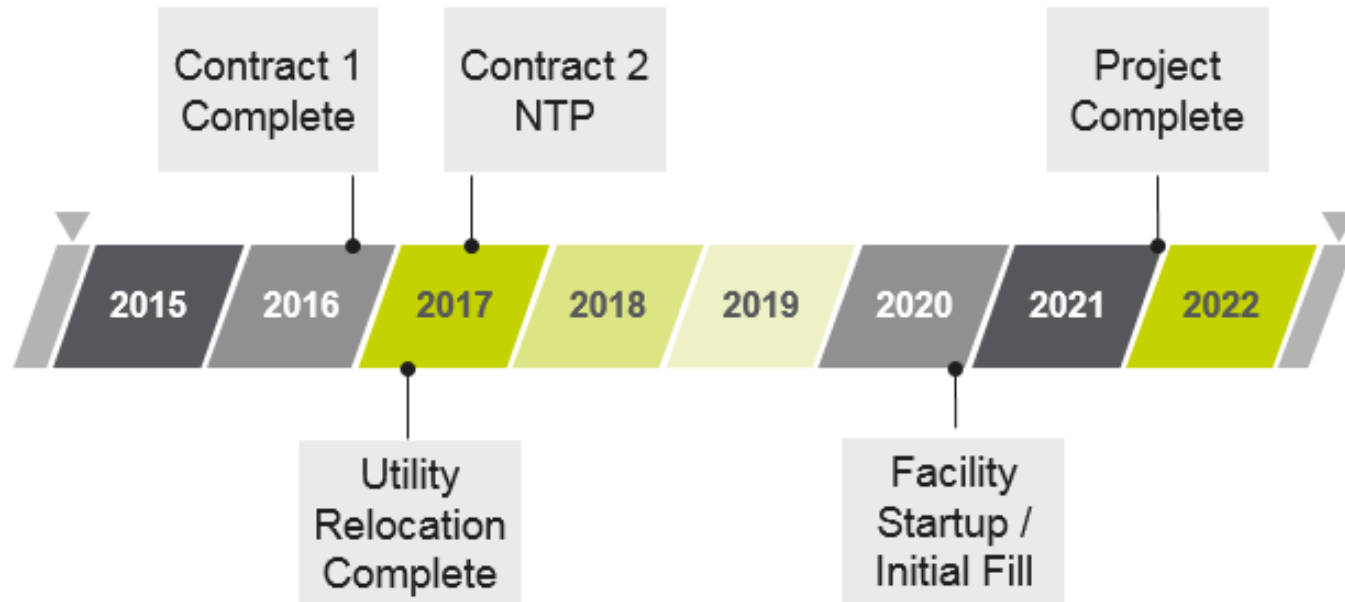 Contract 1
Complete
Contract 2
NTP
Project
Complete
2015
2016
2017
2018
2019
2020
2021
2022
Utility
Relocation
Complete
Facility
Startup /
Initial Fill